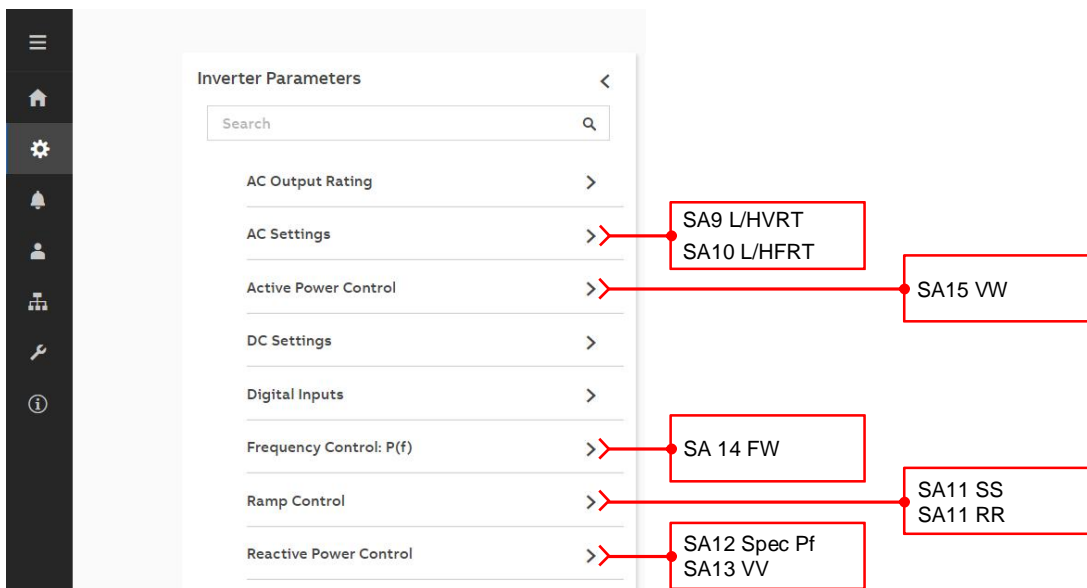 Inverter Parameters
Search
AC Output Rating
AC Settings
SA9 L/HVRT
SA10 L/HFRT
Active Power Control
SA15 VW
DC Settings
Digital Inputs
Frequency Control: P(f)
SA 14 FW
Ramp Control
SA11 SS
SA11 RR
Reactive Power Control
SA12 Spec Pf
SA13 VV